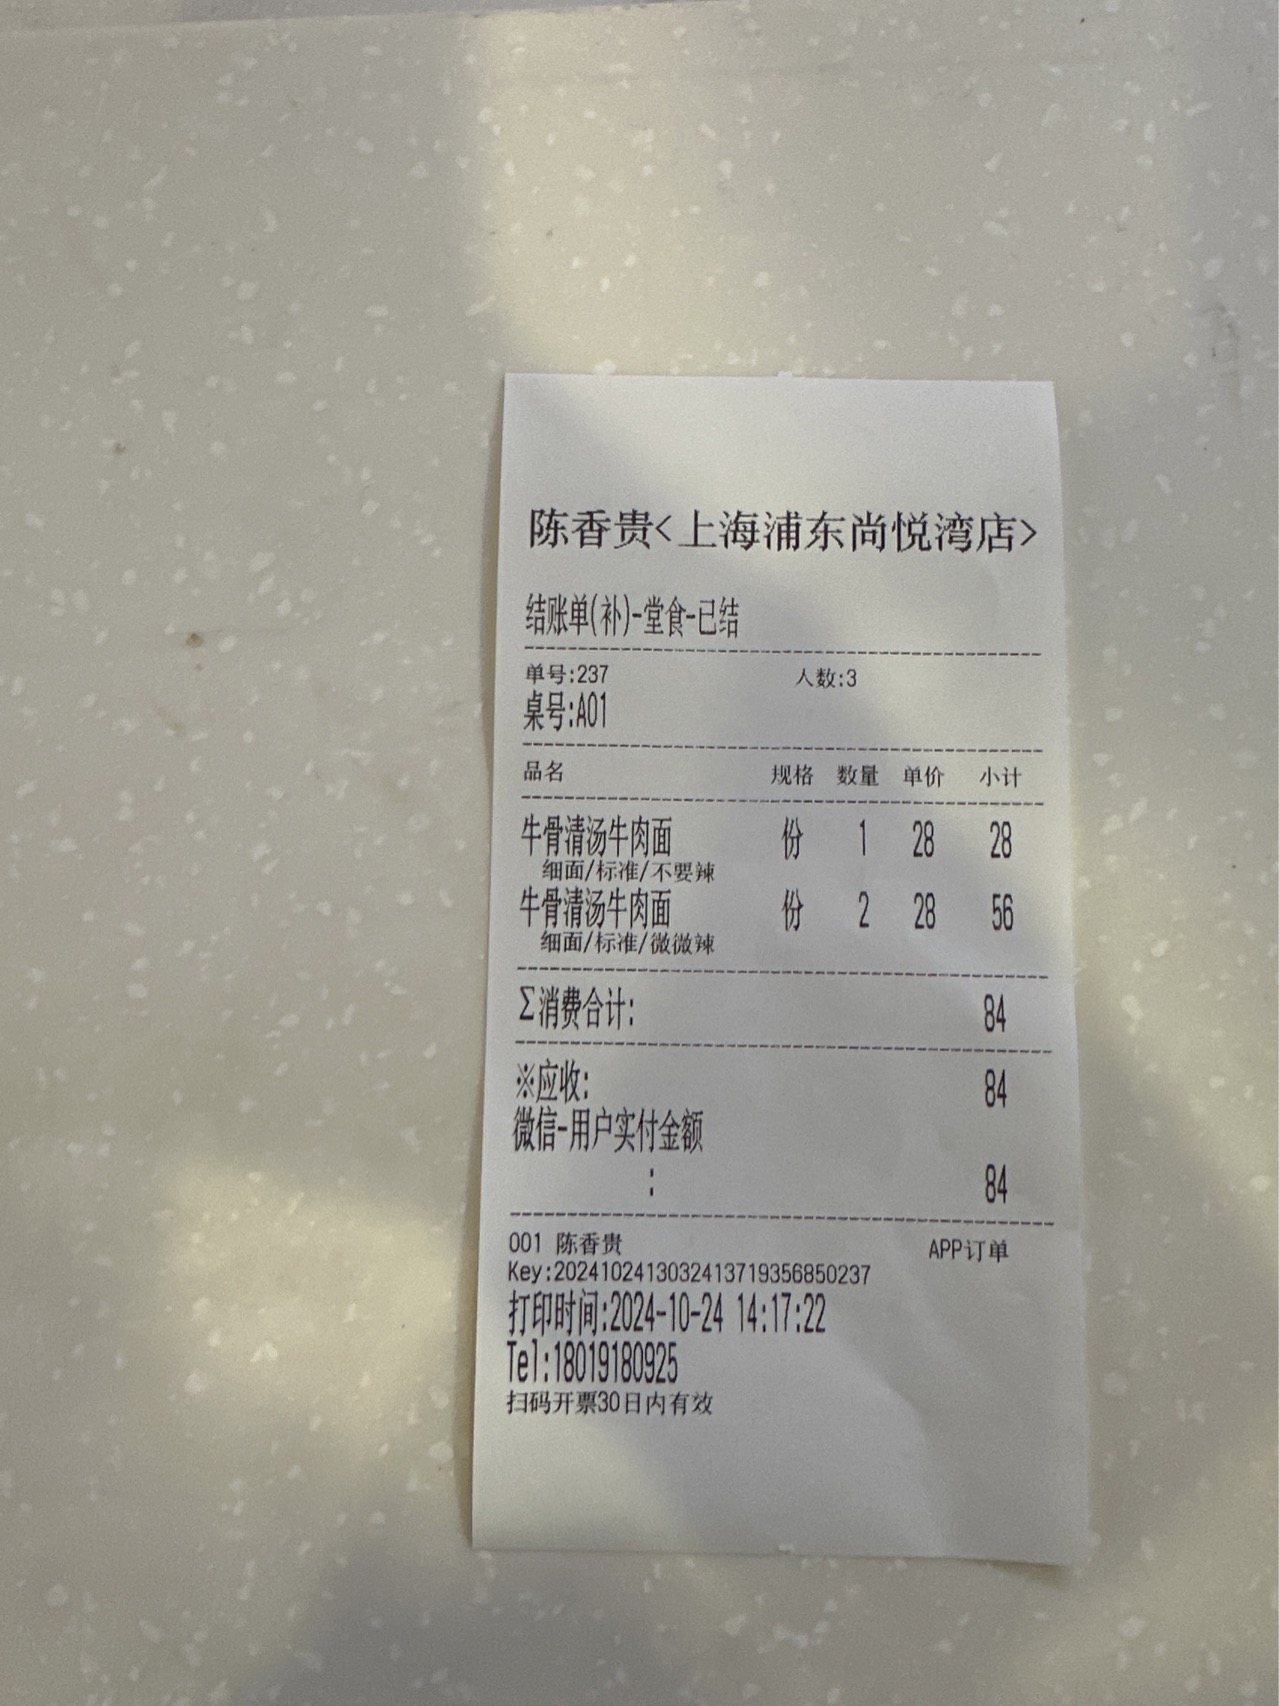 陈香贵<上海浦东尚悦湾店>
结账单(补)-堂食-已结
单号:237 人数:3
桌号:A01
品名 规格 数量 单价 小计
牛骨清汤牛肉面 份 1 28 28
细面/标准/不要辣
牛骨清汤牛肉面 份 2 28 56
细面/标准/微微辣
∑消费合计: 84
※应收: 84
微信-用户实付金额
: 84
001 陈香贵 APP订单
Key:202410241303241371935685​0237
打印时间:2024-10-24 14:17:22
Tel:18019180925
扫码开票30日内有效